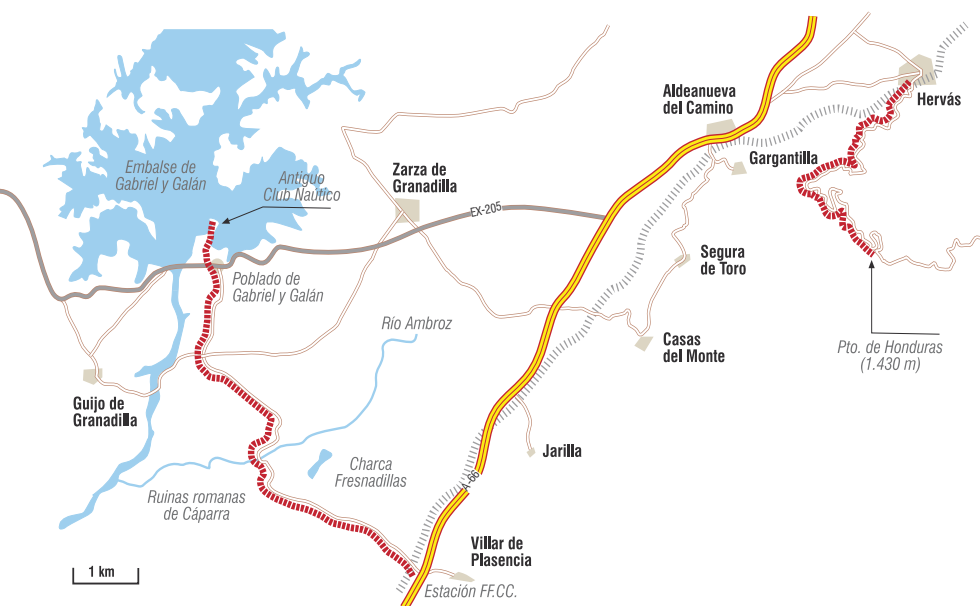 Aldeanueva
del Camino
Hervás
Gargantilla
Embalse de
Gabriel y Galán
Antiguo
Club Naútico
Zarza de
Granadilla
EX-205
Segura
de Toro
Poblado de
Gabriel y Galán
Río Ambroz
Casas
del Monte
Pto. de Honduras
(1.430 m)
Guijo de
Granadilla
Jarilla
Charca
Fresnadillas
A-66
Ruinas romanas
de Cáparra
Villar de
Plasencia
1 km
Estación FF.CC.